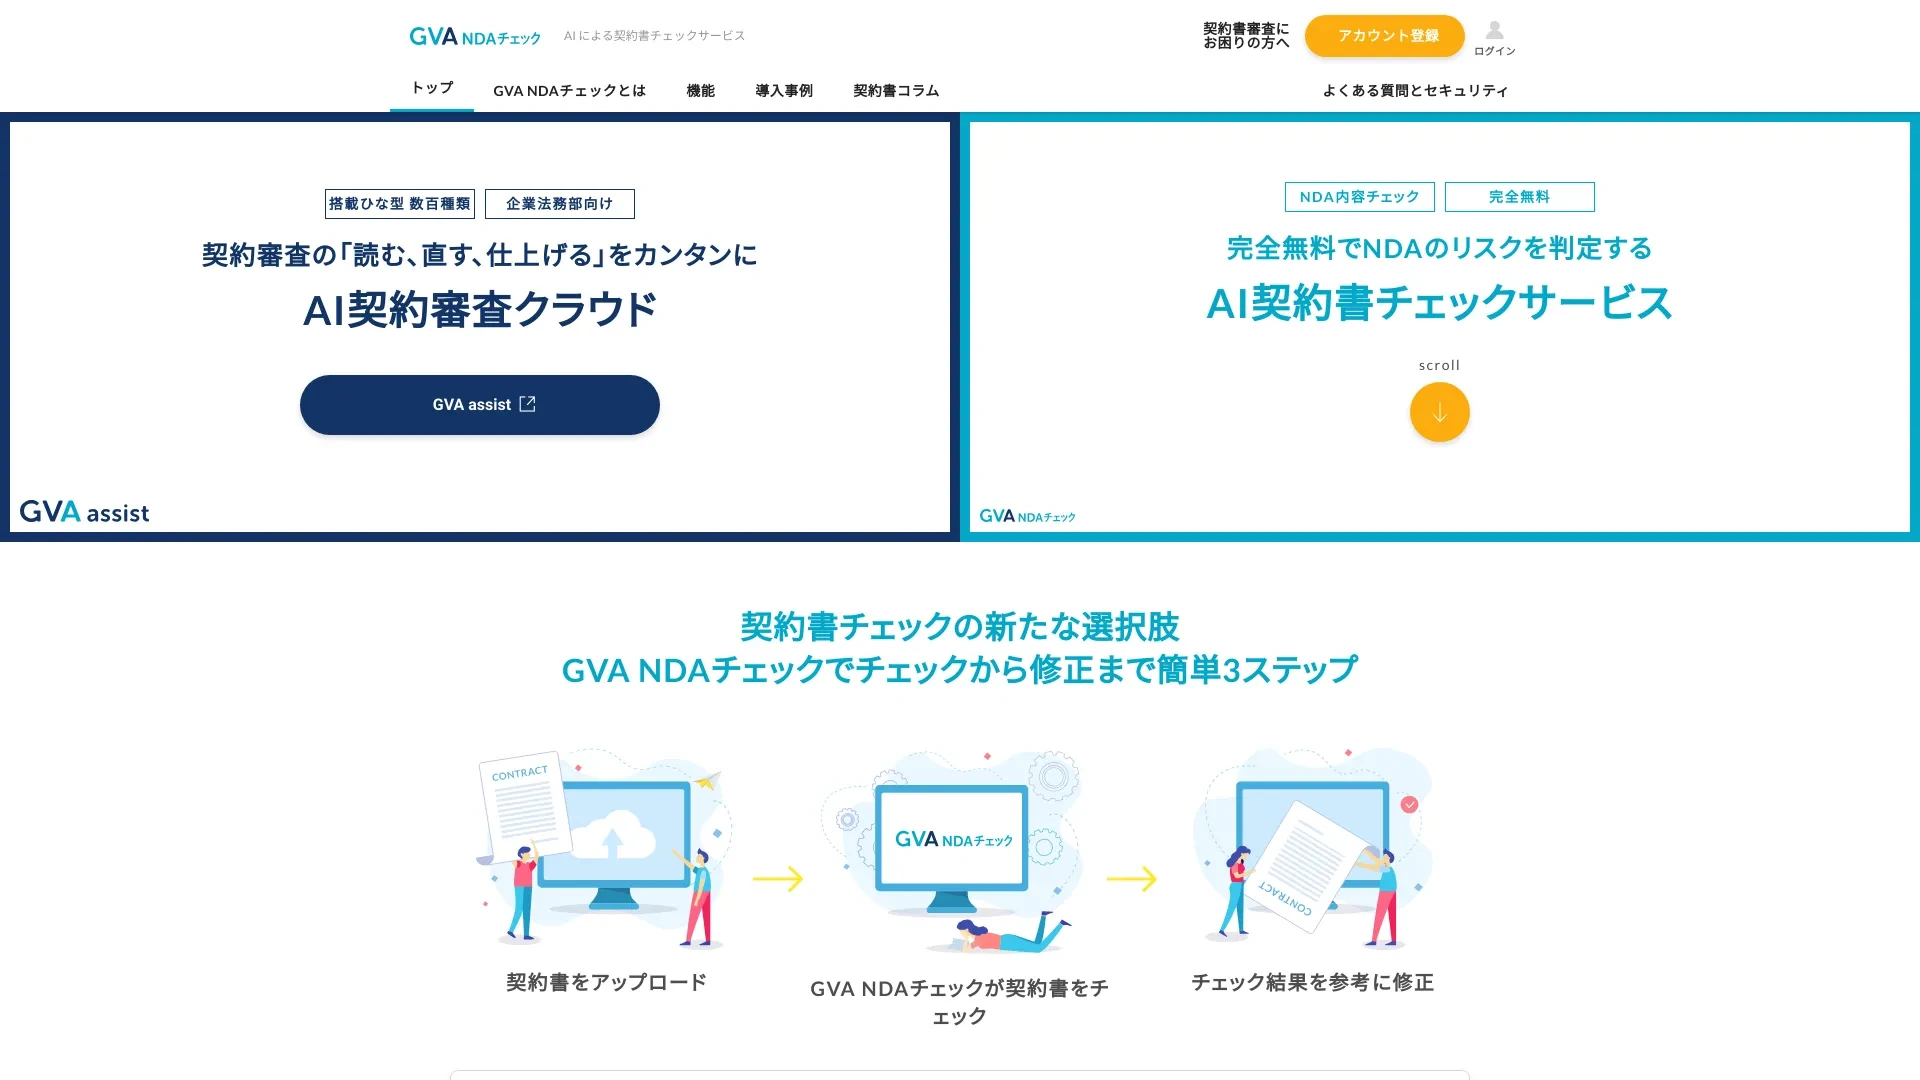 GVA NDAチェック
AI による契約書チェックサービス
契約書審査に
お困りの方へ
アカウント登録
ログイン
トップ
GVA NDAチェックとは
機能
導入事例
契約書コラム
よくある質問とセキュリティ
搭載ひな型 数百種類
企業法務部向け
契約審査の「読む、直す、仕上げる」をカンタンに
AI契約審査クラウド
GVA assist
GVA assist
NDA内容チェック
完全無料
完全無料でNDAのリスクを判定する
AI契約書チェックサービス
scroll
GVA NDAチェック
契約書チェックの新たな選択肢
GVA NDAチェックでチェックから修正まで簡単3ステップ
CONTRACT
GVA NDAチェック
CONTRACT
契約書をアップロード
GVA NDAチェックが契約書をチ
ェック
チェック結果を参考に修正